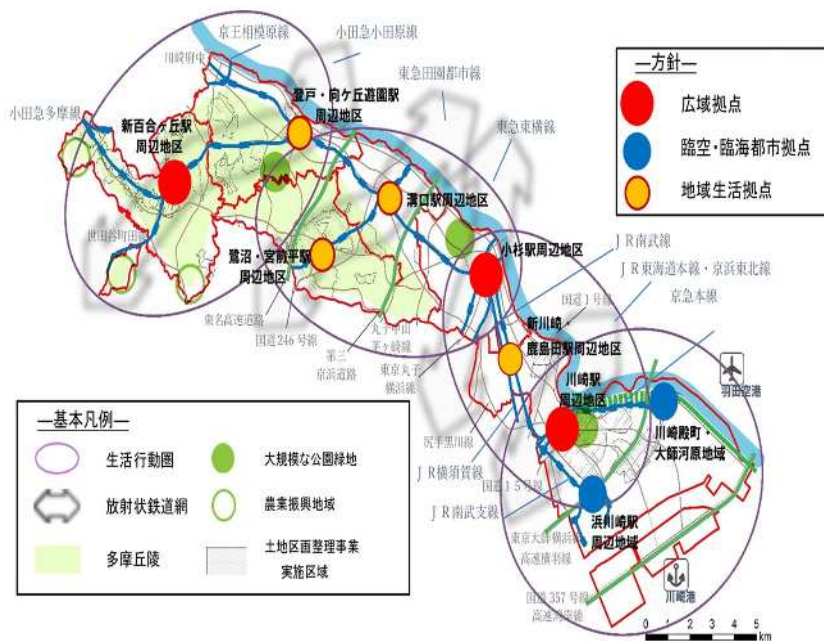 京王相模原線
小田急小田原線
川崎府中
登戸・向ケ丘遊園駅
周辺地区
東急田園都市線
小田急多摩線
新百合ヶ丘駅
周辺地区
東急東横線
溝口駅周辺地区
世田谷町田線
鷺沼・宮前平駅
周辺地区
小杉駅周辺地区
JR南武線
JR東海道本線・京浜東北線
京急本線
東名高速道路
国道246号線
第三
京浜道路
丸子中山
茅ヶ崎線
東京丸子
横浜線
国道1号線
新川崎・
鹿島田駅周辺地区
川崎駅
周辺地区
羽田空港
川崎殿町・
大師河原地域
尻手黒川線
JR横須賀線
国道15号線
JR南武支線
浜川崎駅
周辺地域
東京大師横浜線
高速横羽線
国道357号線
高速湾岸線
川崎港
0 1 2 3 4 5
km
―方針―
広域拠点
臨空・臨海都市拠点
地域生活拠点
―基本凡例―
生活行動圏
大規模な公園緑地
放射状鉄道網
農業振興地域
多摩丘陵
土地区画整理事業
実施区域